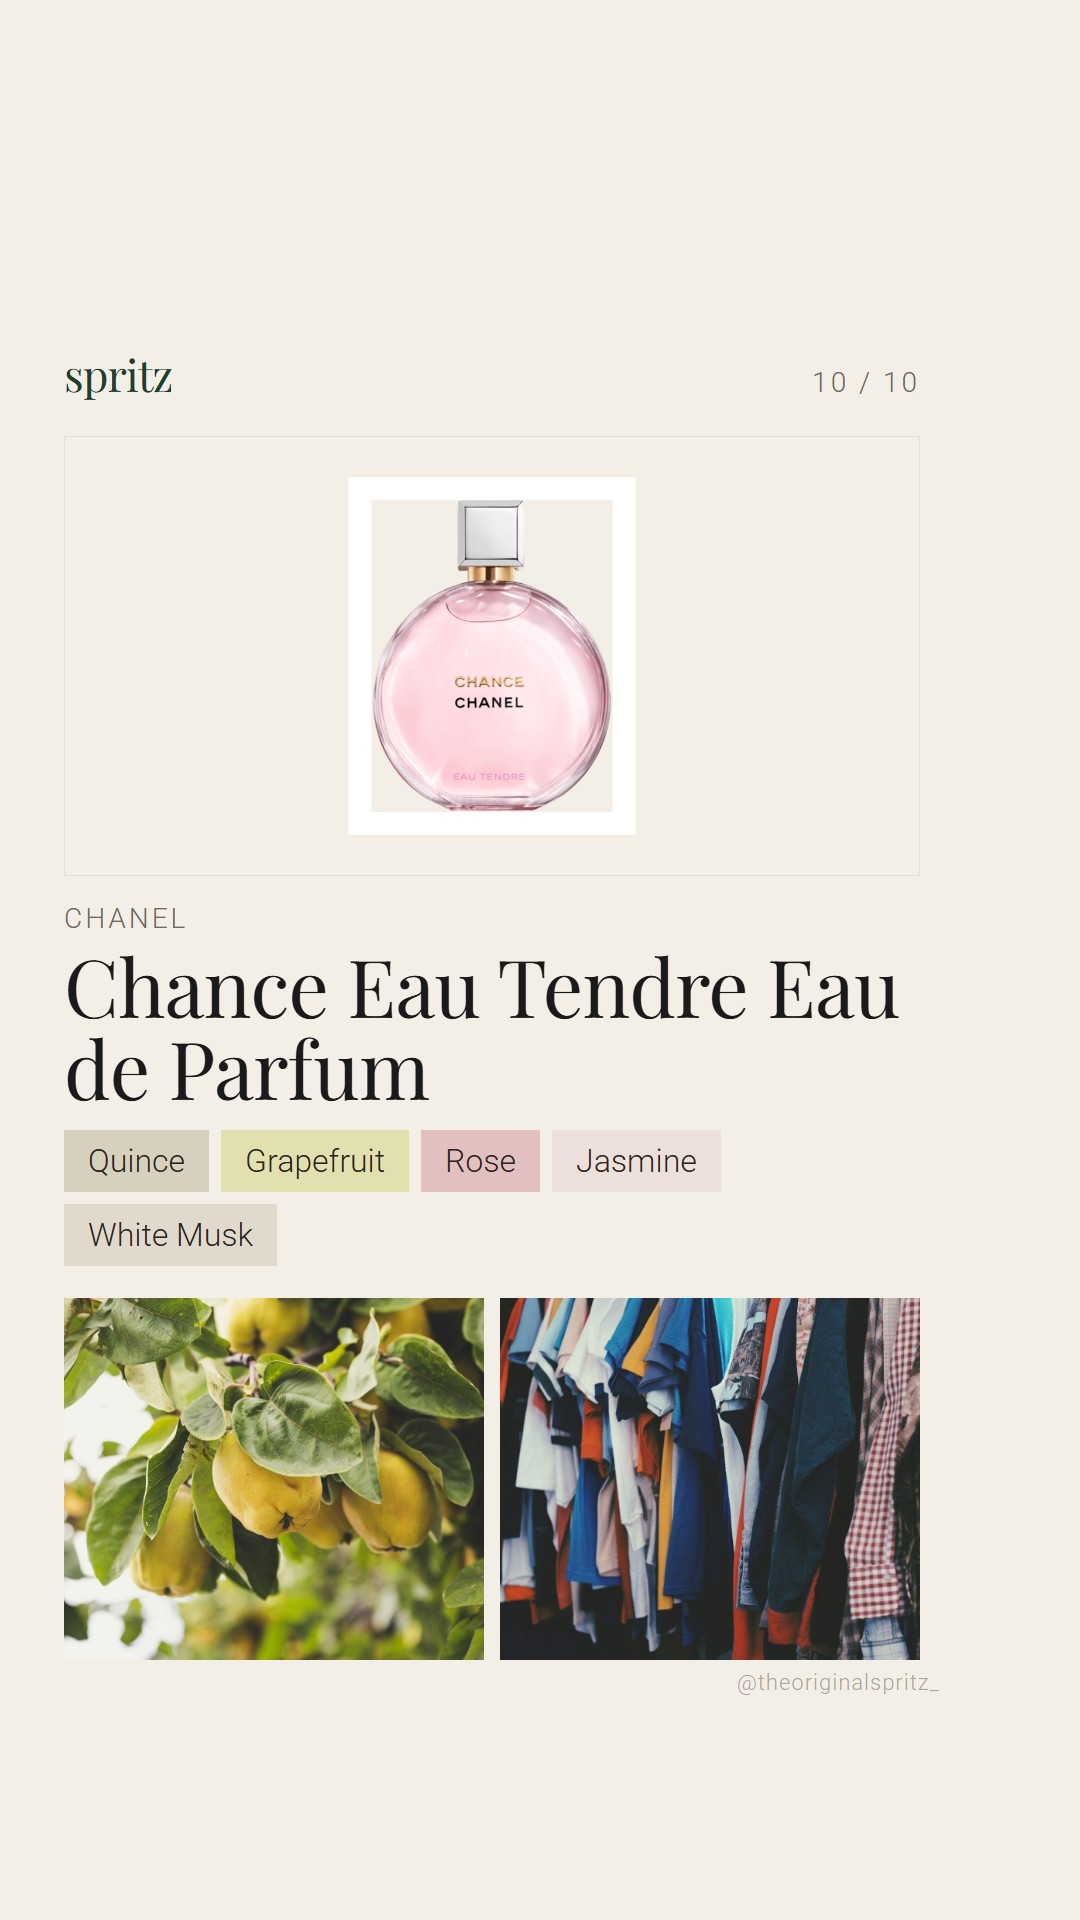 spritz
10 / 10
CHANCE
CHANEL
EAU TENDRE
CHANEL
Chance Eau Tendre Eau
de Parfum
Quince
Grapefruit
Rose
Jasmine
White Musk
@theoriginalspritz_